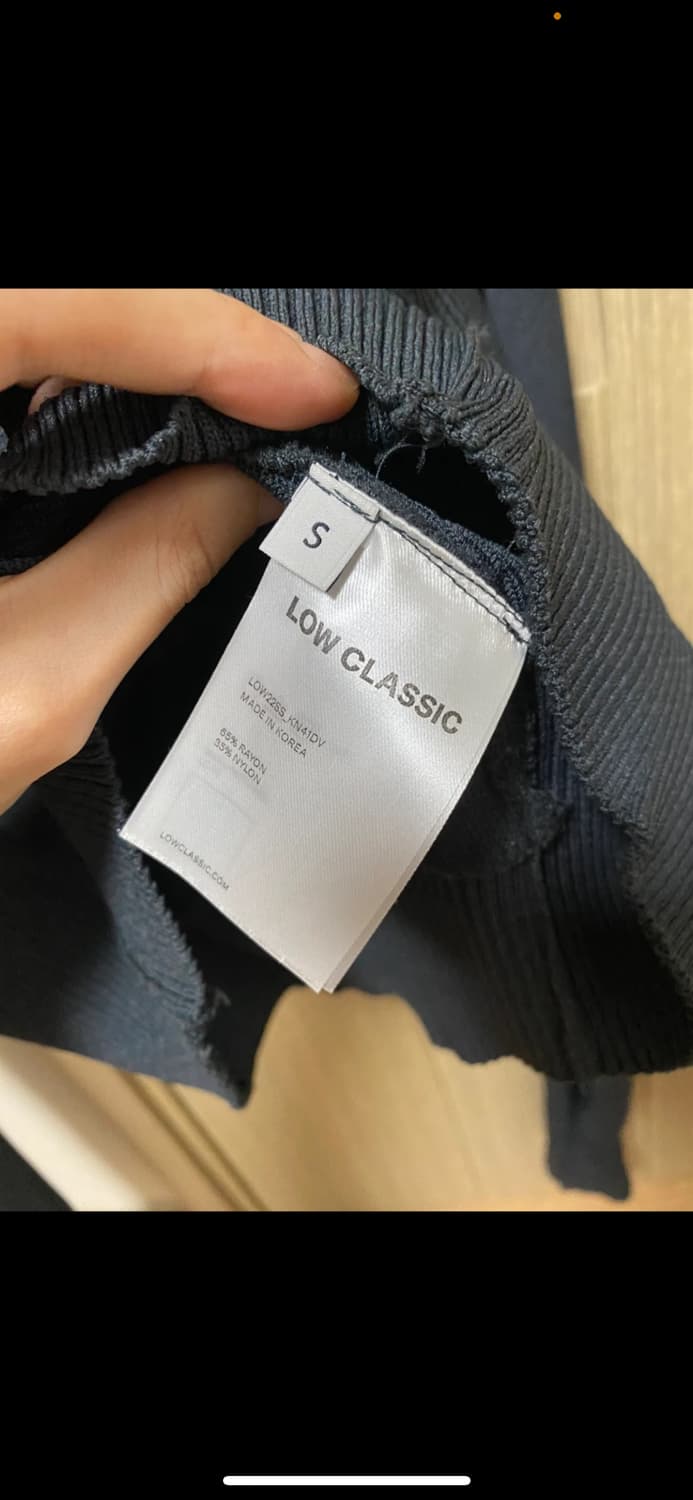 S
LOW CLASSIC
LOW22SS_KN41DV
MADE IN KOREA
65% RAYON
35% NYLON
LOWCLASSIC.COM